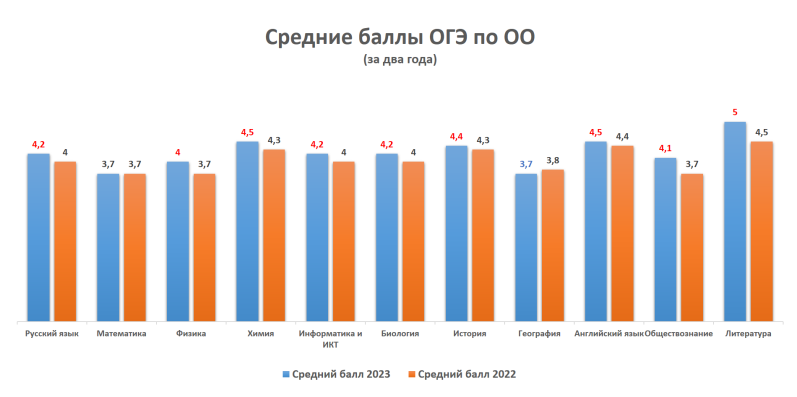 Средние баллы ОГЭ по ОО
(за два года)
4,2 4 3,7 3,7 4 3,7 4,5 4,3 4,2 4 4,2 4 4,4 4,3 3,7 3,8 4,5 4,4 4,1 3,7 5 4,5
Русский язык Математика Физика Химия Информатика и ИКТ Биология История География Английский язык Обществознание Литература
Средний балл 2023 Средний балл 2022